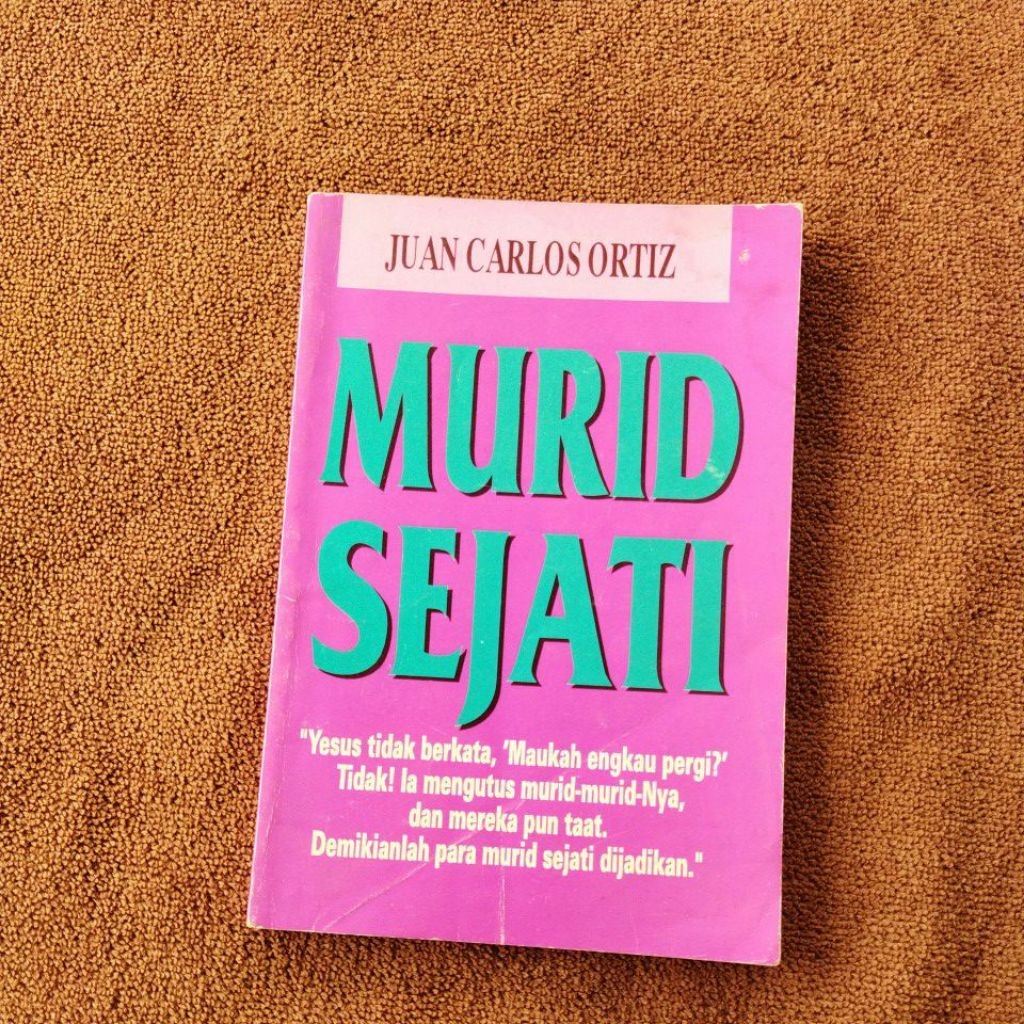 JUAN CARLOS ORTIZ
MURID
SEJATI
"Yesus tidak berkata, 'Maukah engkau pergi?'
Tidak! Ia mengutus murid-murid-Nya,
dan mereka pun taat.
Demikianlah para murid sejati dijadikan."